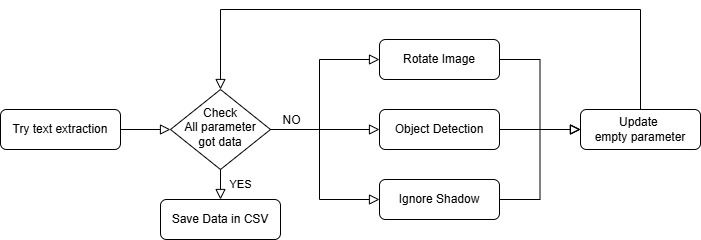 Try text extraction
Check
All parameter
got data
NO
YES
Save Data in CSV
Rotate Image
Object Detection
Ignore Shadow
Update
empty parameter